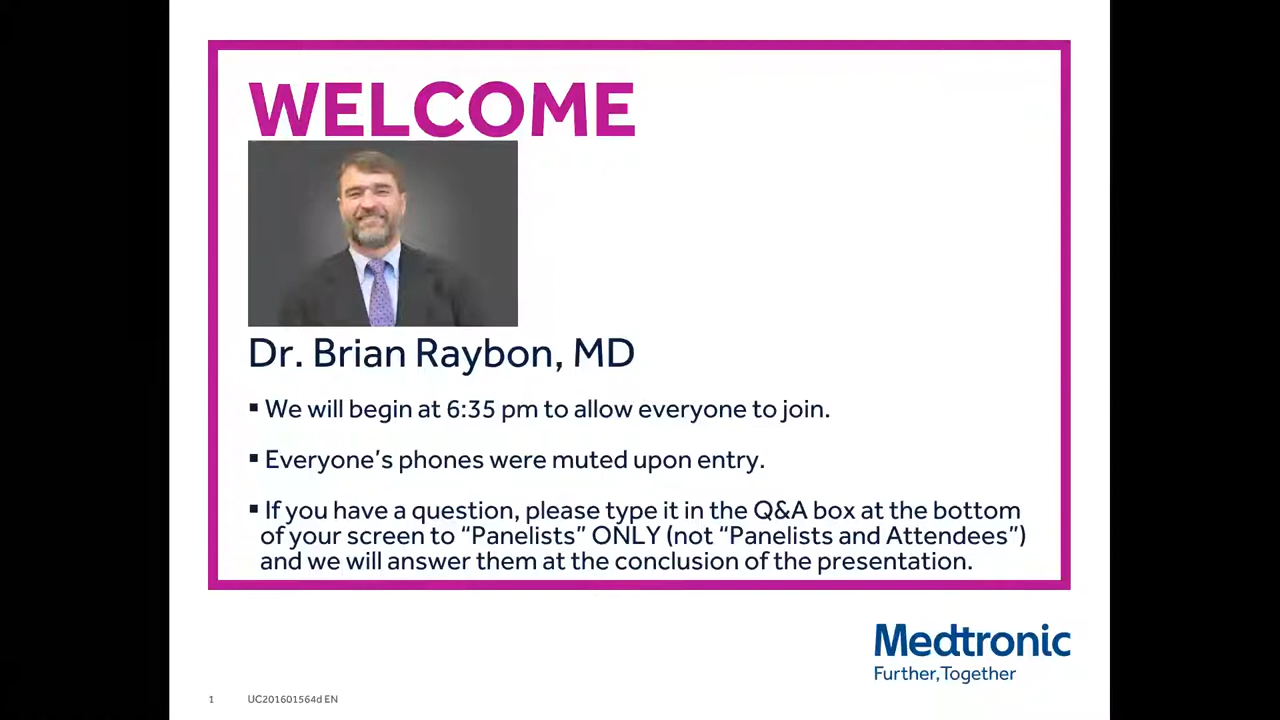 WELCOME
Dr. Brian Raybon, MD
▪ We will begin at 6:35 pm to allow everyone to join.
▪ Everyone’s phones were muted upon entry.
▪ If you have a question, please type it in the Q&A box at the bottom
of your screen to “Panelists” ONLY (not “Panelists and Attendees”)
and we will answer them at the conclusion of the presentation.
Medtronic
Further,Together
1 UC201601564d EN